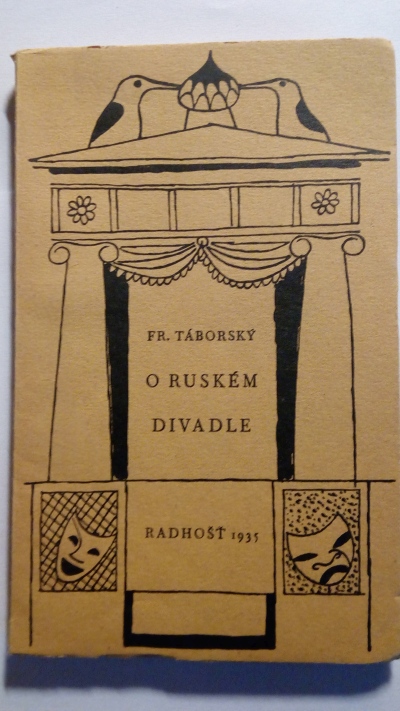 FR. TÁBORSKÝ
O RUSKÉM
DIVADLE
RADHOŠŤ 1935